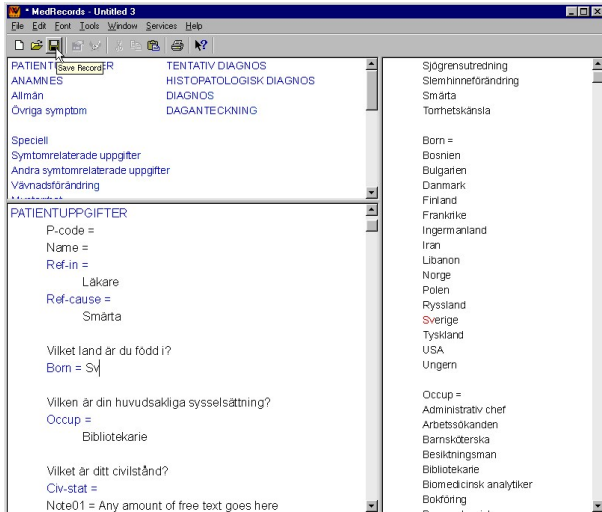 * MedRecords - Untitled 3
File Edit Font Tools Window Services Help
Save Record
TENTATIV DIAGNOS
ANAMNES HISTOPATOLOGISK DIAGNOS
Allmän DIAGNOS
Övriga symptom DAGANTECKNING
Speciell
Symtomrelaterade uppgifter
Andra symtomrelaterade uppgifter
Vävnadsförändring
PATIENTUPPGIFTER
P-code =
Name =
Ref-in =
Läkare
Ref-cause =
Smärta
Vilket land är du född i?
Born = Sv
Vilken är din huvudsakliga sysselsättning?
Occup =
Bibliotekarie
Vilket är ditt civilstånd?
Civ-stat =
Note01 = Any amount of free text goes here
Sjögrensutredning
Slemhinneförändring
Smärta
Torrhetskänsla
Born =
Bosnien
Bulgarien
Danmark
Finland
Frankrike
Ingermanland
Iran
Libanon
Norge
Polen
Ryssland
Sverige
Tyskland
USA
Ungern
Occup =
Administrativ chef
Arbetssökanden
Barnsköterska
Besiktningsman
Bibliotekarie
Biomedicinsk analytiker
Bokföring